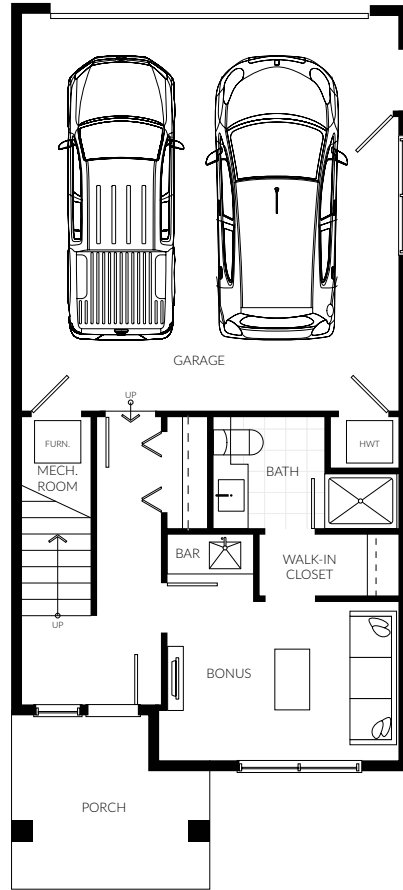 GARAGE
UP
FURN.
HWT
MECH.
ROOM
BATH
BAR
WALK-IN
CLOSET
UP
BONUS
PORCH